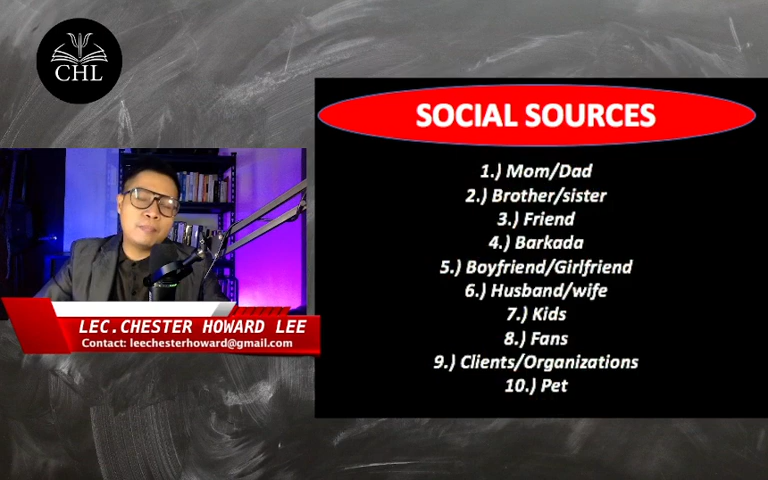 CHL
SOCIAL SOURCES
1.) Mom/Dad
2.) Brother/sister
3.) Friend
4.) Barkada
5.) Boyfriend/Girlfriend
6.) Husband/wife
7.) Kids
8.) Fans
9.) Clients/Organizations
10.) Pet
LEC.CHESTER HOWARD LEE
Contact: leechesterhoward@gmail.com